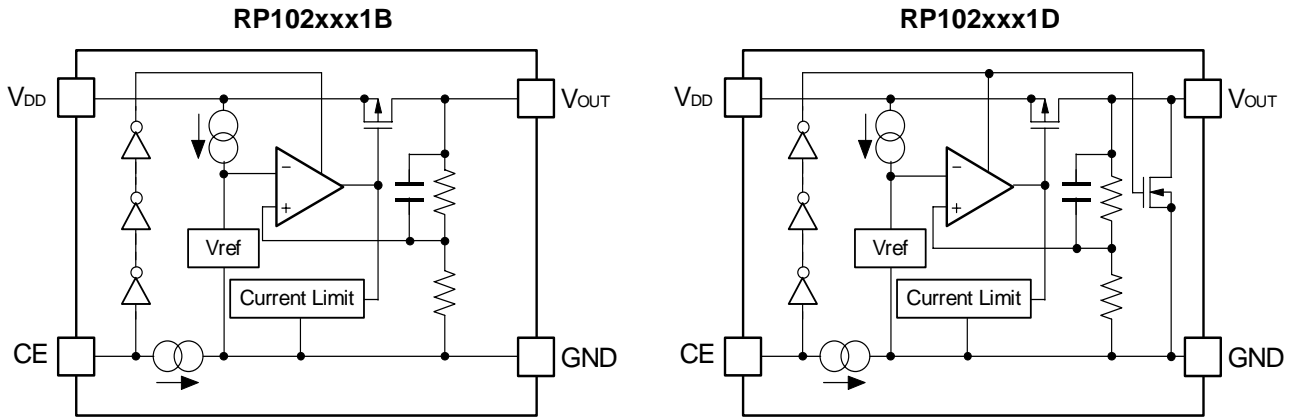 RP102xxx1B
VDD
VOUT
−
+
Vref
Current Limit
CE
GND
RP102xxx1D
VDD
VOUT
−
+
Vref
Current Limit
CE
GND